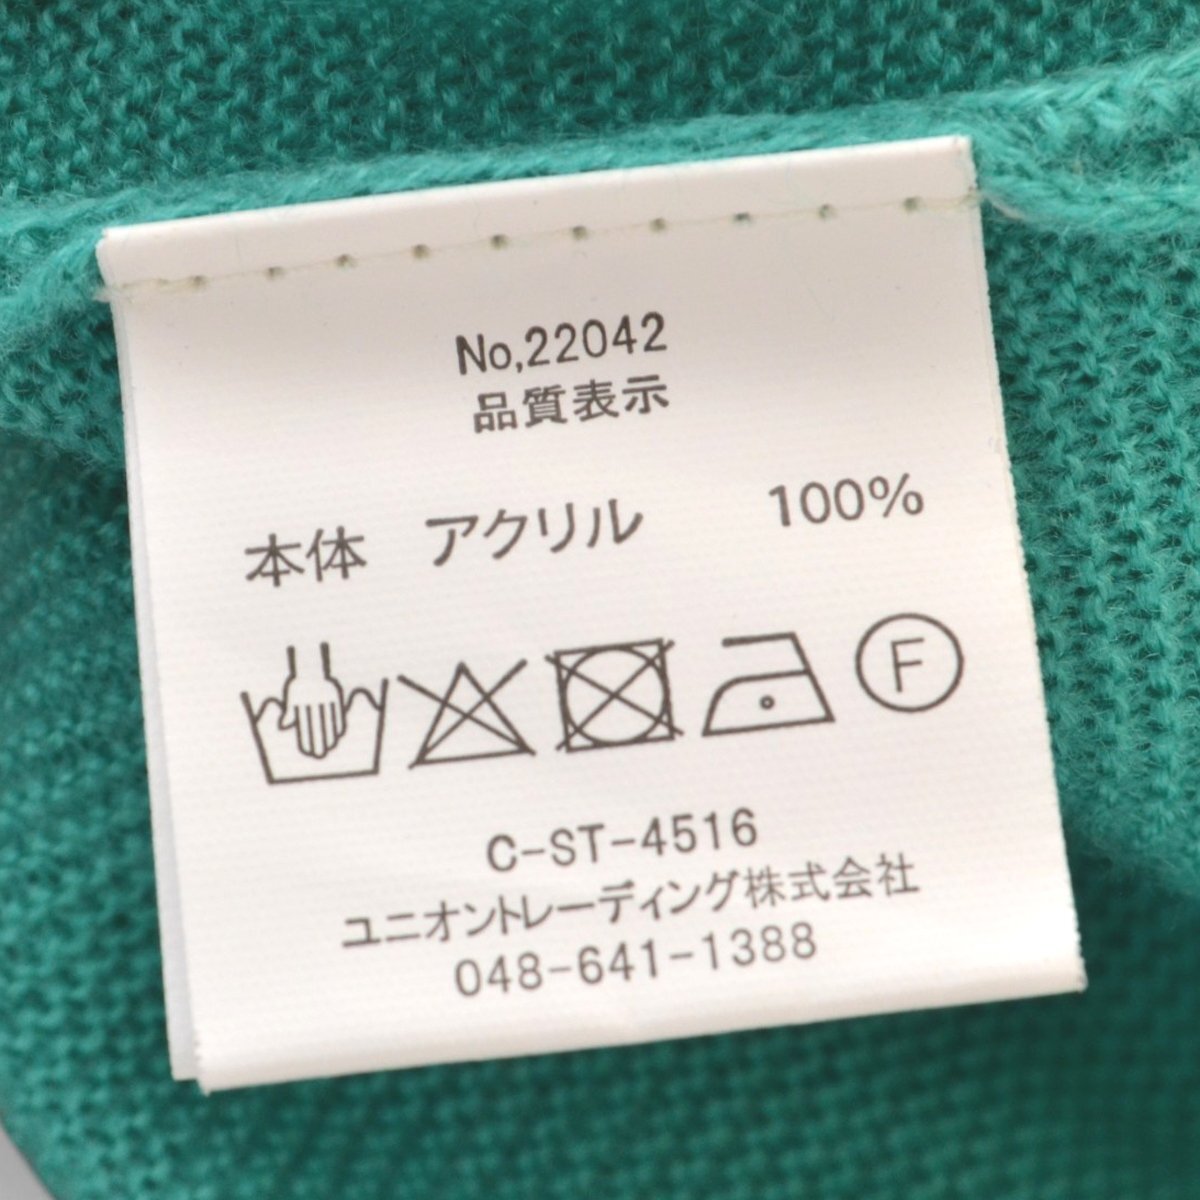 No,22042
品質表示
本体 アクリル 100%
F
C-ST-4516
ユニオントレーディング株式会社
048-641-1388